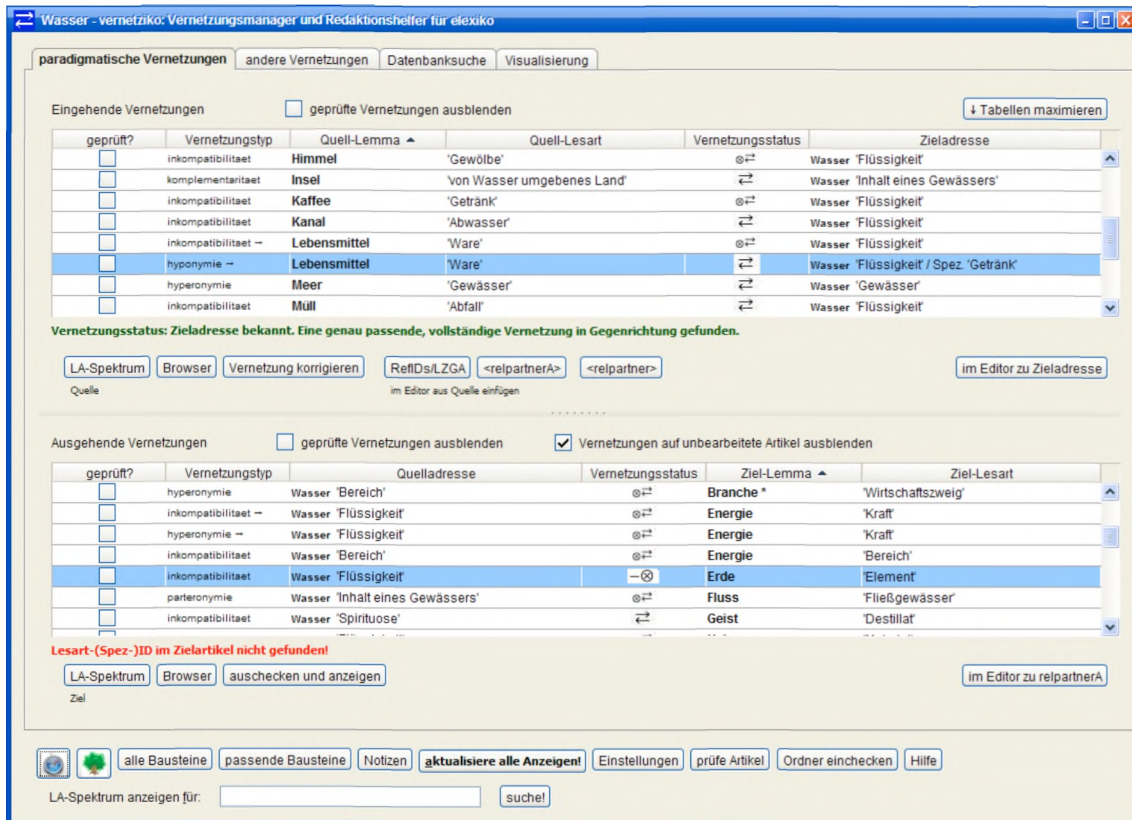 Wasser - vernetziko: Vernetzungsmanager und Redaktionshelfer für elexiko
paradigmatische Vernetzungen andere Vernetzungen Datenbanksuche Visualisierung
Eingehende Vernetzungen geprüfte Vernetzungen ausblenden ↓ Tabellen maximieren
geprüft? Vernetzungstyp Quell-Lemma ▲ Quell-Lesart Vernetzungsstatus Zieladresse
inkompatibilitaet Himmel 'Gewölbe' ⊗⇄ Wasser 'Flüssigkeit'
komplementaritaet Insel 'von Wasser umgebenes Land' ⇄ Wasser 'Inhalt eines Gewässers'
inkompatibilitaet Kaffee 'Getränk' ⊗⇄ Wasser 'Flüssigkeit'
inkompatibilitaet Kanal 'Abwasser' ⇄ Wasser 'Flüssigkeit'
inkompatibilitaet → Lebensmittel 'Ware' ⊗⇄ Wasser 'Flüssigkeit'
hyponymie → Lebensmittel 'Ware' ⇄ Wasser 'Flüssigkeit' / Spez. 'Getränk'
hyperonymie Meer 'Gewässer' ⇄ Wasser 'Gewässer'
inkompatibilitaet Müll 'Abfall' ⇄ Wasser 'Flüssigkeit'
Vernetzungsstatus: Zieladresse bekannt. Eine genau passende, vollständige Vernetzung in Gegenrichtung gefunden.
LA-Spektrum Browser Vernetzung korrigieren RefIDs/LZGA <relpartnerA> <relpartner> im Editor zu Zieladresse
Quelle im Editor aus Quelle einfügen
Ausgehende Vernetzungen geprüfte Vernetzungen ausblenden Vernetzungen auf unbearbeitete Artikel ausblenden
geprüft? Vernetzungstyp Quelladresse Vernetzungsstatus Ziel-Lemma ▲ Ziel-Lesart
hyperonymie Wasser 'Bereich' ⊗⇄ Branche * 'Wirtschaftszweig'
inkompatibilitaet → Wasser 'Flüssigkeit' ⊗⇄ Energie 'Kraft'
hyperonymie → Wasser 'Flüssigkeit' ⊗⇄ Energie 'Kraft'
inkompatibilitaet Wasser 'Bereich' ⊗⇄ Energie 'Bereich'
inkompatibilitaet Wasser 'Flüssigkeit' –⊗ Erde 'Element'
parteronymie Wasser 'Inhalt eines Gewässers' ⊗⇄ Fluss 'Fließgewässer'
inkompatibilitaet Wasser 'Spirituose' ⇄ Geist 'Destillat'
Lesart-(Spez-)ID im Zielartikel nicht gefunden!
LA-Spektrum Browser auschecken und anzeigen im Editor zu relpartnerA
Ziel
alle Bausteine passende Bausteine Notizen aktualisiere alle Anzeigen! Einstellungen prüfe Artikel Ordner einchecken Hilfe
LA-Spektrum anzeigen für: suche!